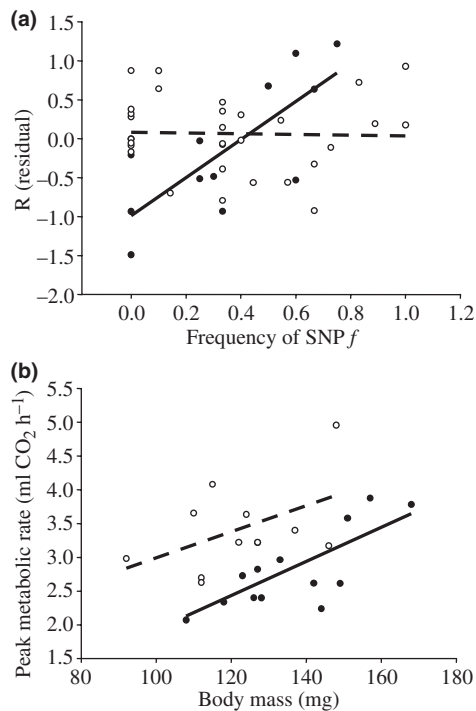 (a)
1.5
1.0
0.5
0.0
−0.5
−1.0
−1.5
−2.0
R (residual)
0.0 0.2 0.4 0.6 0.8 1.0 1.2
Frequency of SNP f
(b)
5.5
5.0
4.5
4.0
3.5
3.0
2.5
2.0
1.5
Peak metabolic rate (ml CO₂ h⁻¹)
80 100 120 140 160 180
Body mass (mg)